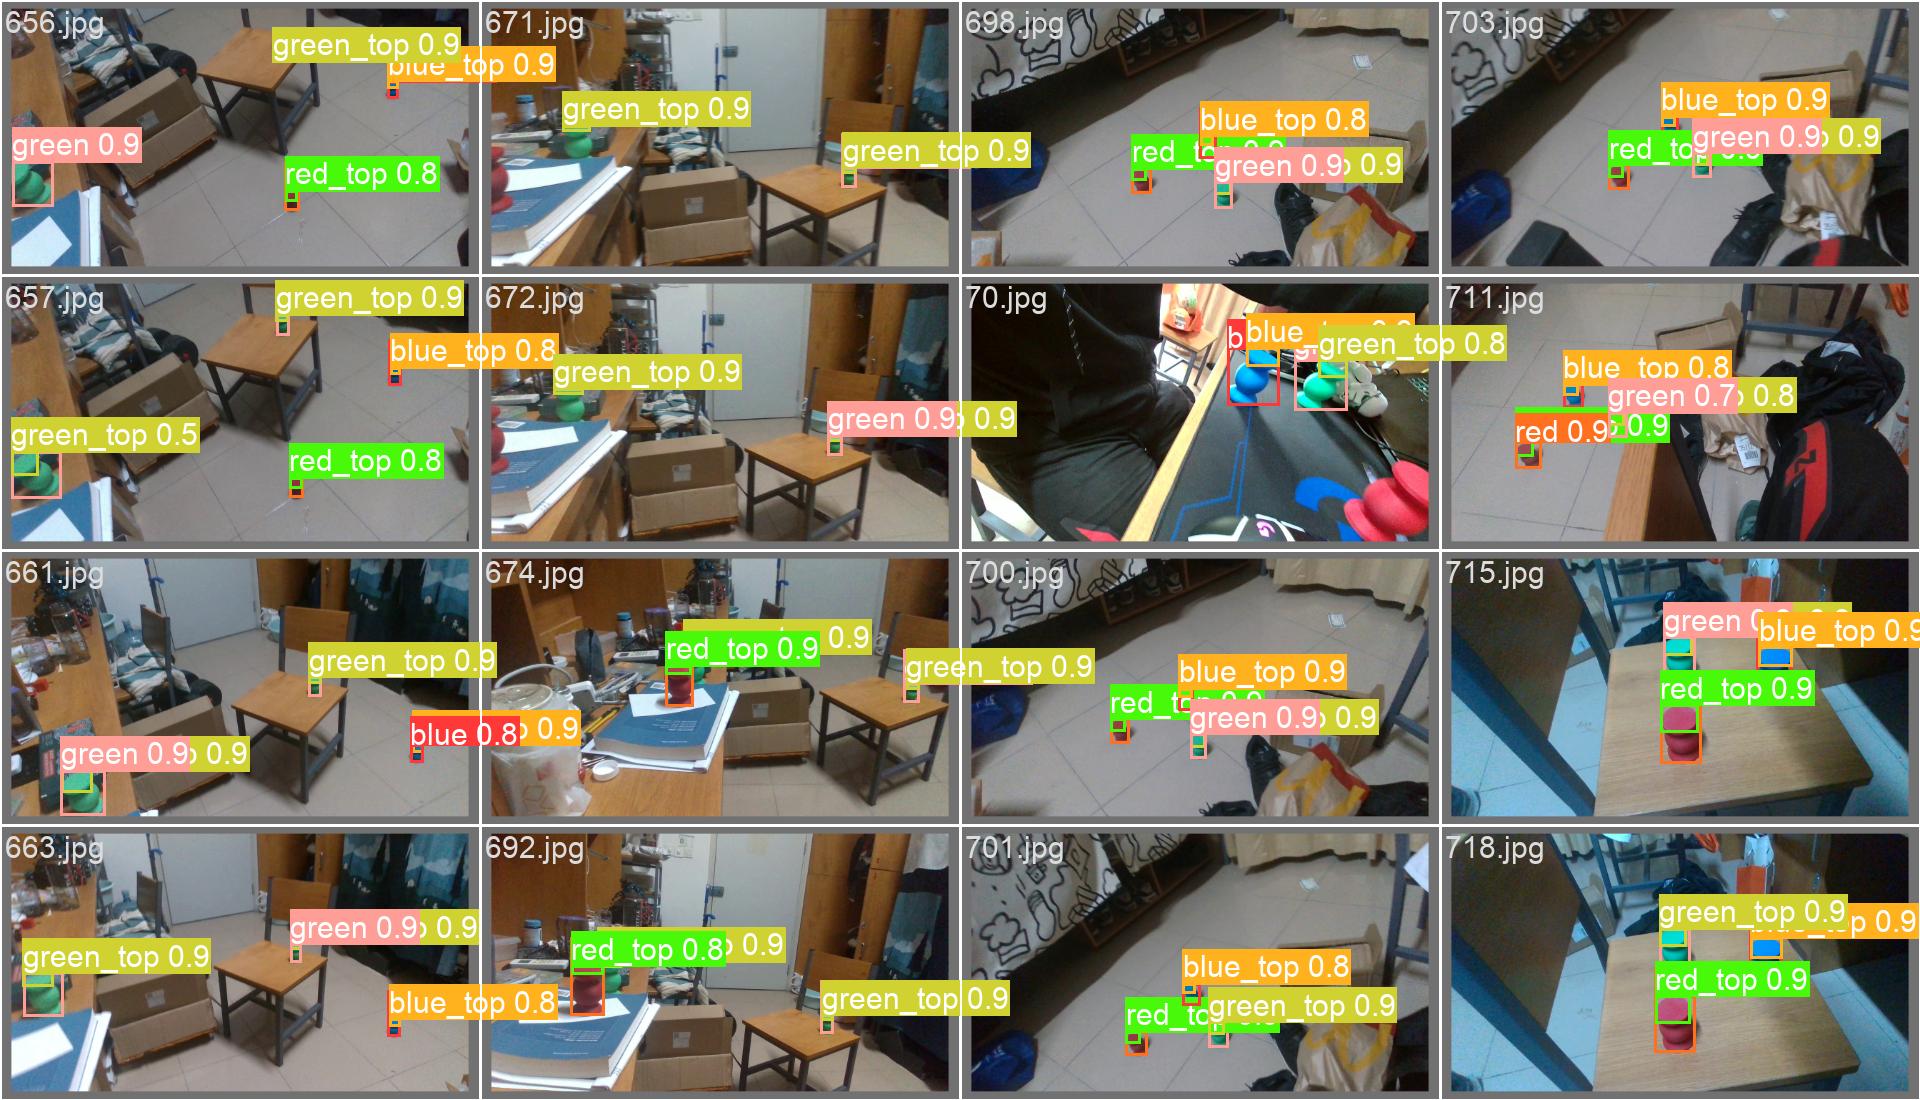 656.jpg
green_top 0.9
blue_top 0.9
green 0.9
red_top 0.8
671.jpg
green_top 0.9
green_top 0.9
698.jpg
blue_top 0.8
red_to
green 0.9
0.9
703.jpg
blue_top 0.9
green 0.9
0.9
red_to
657.jpg
green_top 0.9
blue_top 0.8
green_top 0.5
red_top 0.8
672.jpg
green_top 0.9
green 0.9
0.9
70.jpg
b
blue_
green_top 0.8
711.jpg
blue_top 0.8
green 0.7
0.8
red 0.9
0.9
661.jpg
green_top 0.9
blue 0.8
0.9
green 0.9
0.9
674.jpg
0.9
red_top 0.9
green_top 0.9
700.jpg
blue_top 0.9
red_t
green 0.9
0.9
715.jpg
green
blue_top 0.9
red_top 0.9
663.jpg
green 0.9
0.9
green_top 0.9
blue_top 0.8
692.jpg
red_top 0.8
0.9
green_top 0.9
701.jpg
blue_top 0.8
red_to
green_top 0.9
718.jpg
green_top 0.9
0.9
red_top 0.9